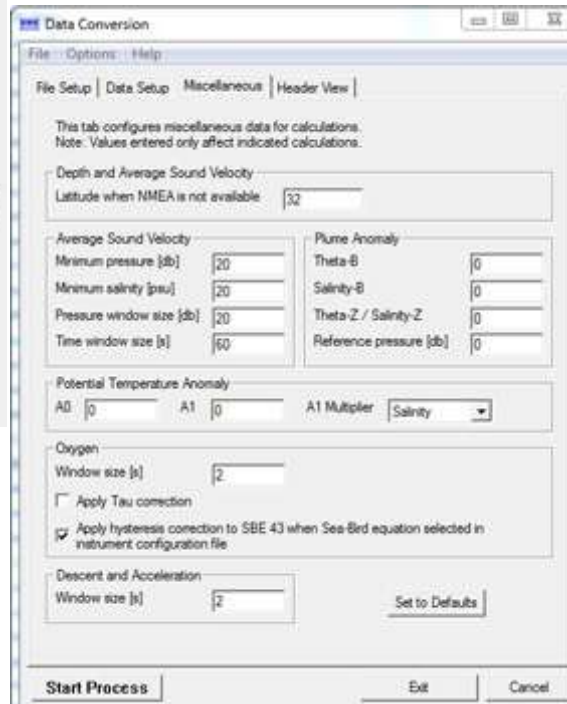 Data Conversion
File Options Help
File Setup Data Setup Miscellaneous Header View
This tab configures miscellaneous data for calculations.
Note: Values entered only affect indicated calculations.
Depth and Average Sound Velocity
Latitude when NMEA is not available 32
Average Sound Velocity
Minimum pressure [db] 20
Minimum salinity [psu] 20
Pressure window size [db] 20
Time window size [s] 60
Plume Anomaly
Theta-B 0
Salinity-B 0
Theta-Z / Salinity-Z 0
Reference pressure [db] 0
Potential Temperature Anomaly
A0 0 A1 0 A1 Multiplier Salinity
Oxygen
Window size [s] 2
Apply Tau correction
Apply hysteresis correction to SBE 43 when Sea-Bird equation selected in
instrument configuration file
Descent and Acceleration
Window size [s] 2
Set to Defaults
Start Process Exit Cancel